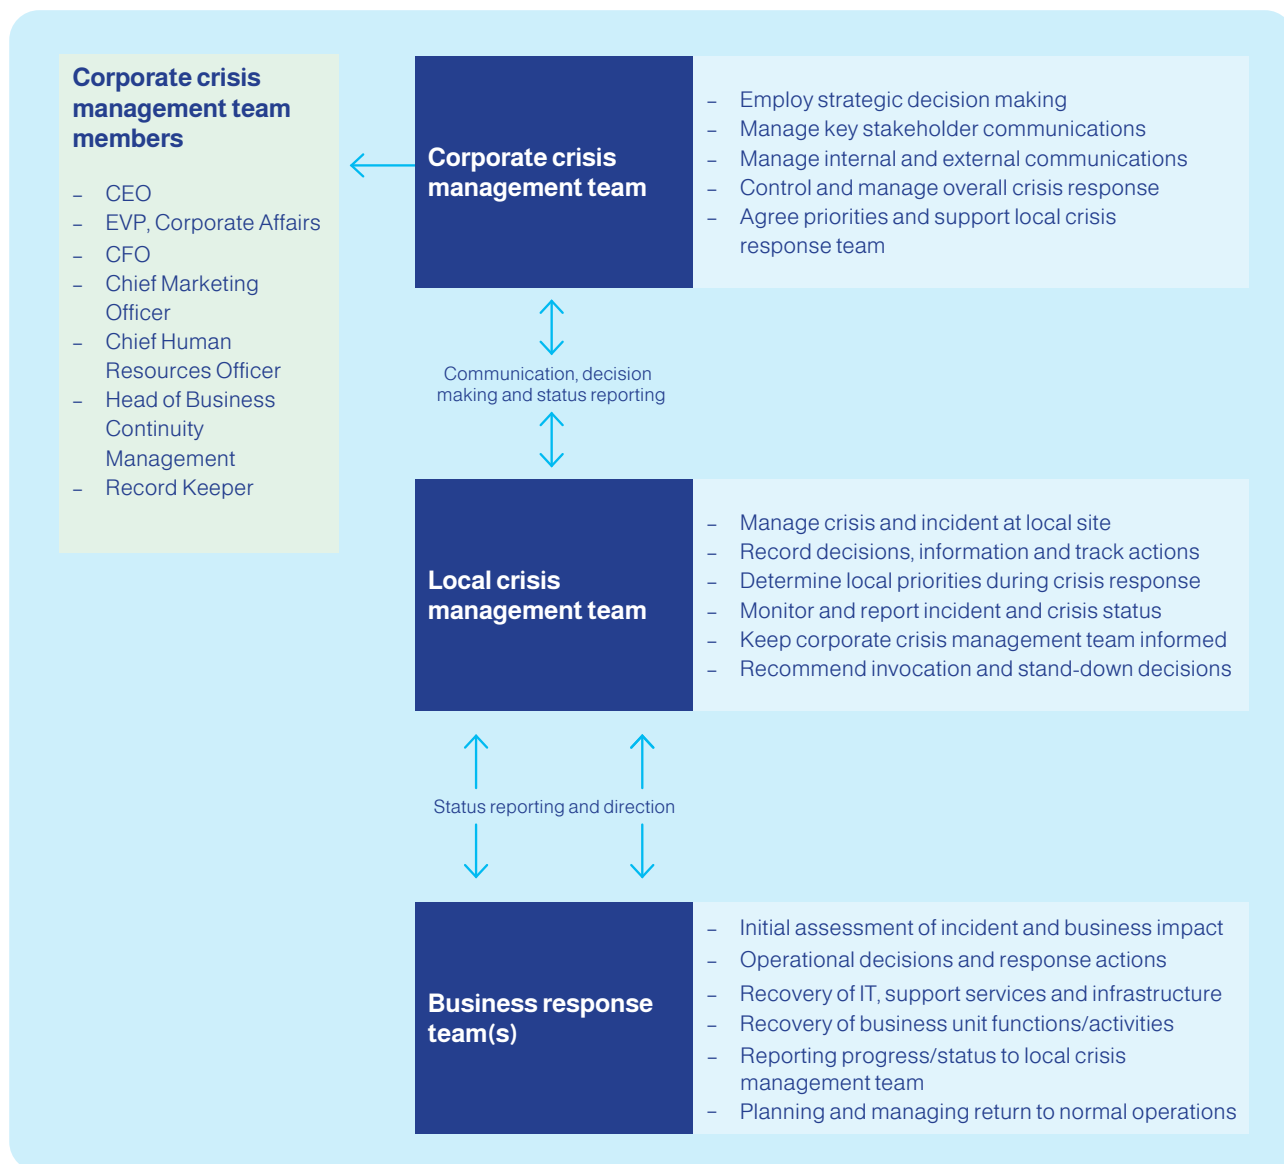 Corporate crisis
management team
members
– CEO
– EVP, Corporate Affairs
– CFO
– Chief Marketing
Officer
– Chief Human
Resources Officer
– Head of Business
Continuity
Management
– Record Keeper
Corporate crisis
management team
– Employ strategic decision making
– Manage key stakeholder communications
– Manage internal and external communications
– Control and manage overall crisis response
– Agree priorities and support local crisis
response team
Communication, decision
making and status reporting
Local crisis
management team
– Manage crisis and incident at local site
– Record decisions, information and track actions
– Determine local priorities during crisis response
– Monitor and report incident and crisis status
– Keep corporate crisis management team informed
– Recommend invocation and stand-down decisions
Status reporting and direction
Business response
team(s)
– Initial assessment of incident and business impact
– Operational decisions and response actions
– Recovery of IT, support services and infrastructure
– Recovery of business unit functions/activities
– Reporting progress/status to local crisis
management team
– Planning and managing return to normal operations